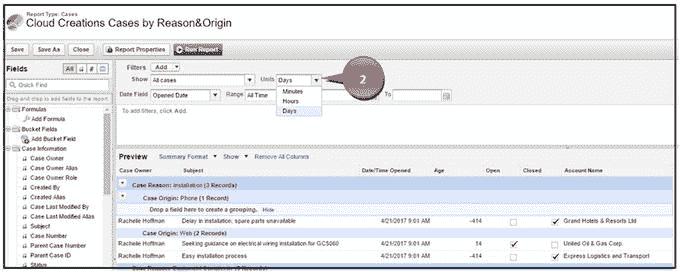 Report Type: Cases
Cloud Creations Cases by Reason&Origin
Save Save As Close Report Properties Run Report
Fields All
Quick Find
Drag and drop to add fields to the report.
Formulas
Add Formula
Bucket Fields
Add Bucket Field
Case Information
Case Owner
Case Owner Alias
Case Owner Role
Created By
Created Alias
Case Last Modified By
Case Last Modified Alias
Subject
Case Number
Parent Case Number
Parent Case ID
Status
Filters Add
Show All cases Units Days 2
Minutes
Hours
Days
Date Field Opened Date Range All Time To
To add filters, click Add.
Preview Summary Format Show Remove All Columns
Case Owner Subject Date/Time Opened Age Open Closed Account Name
Case Reason: Installation (3 Records)
Case Origin: Phone (1 Record)
Drop a field here to create a grouping. Hide
Rachelle Hoffman Delay in installation, spare parts unavailable 4/21/2017 9:01 AM -414 Grand Hotels & Resorts Ltd
Case Origin: Web (2 Records)
Rachelle Hoffman Seeking guidance on electrical wiring installation for GC5060 4/21/2017 9:01 AM 14 United Oil & Gas Corp.
Rachelle Hoffman Easy installation process 4/21/2017 9:01 AM -414 Express Logistics and Transport